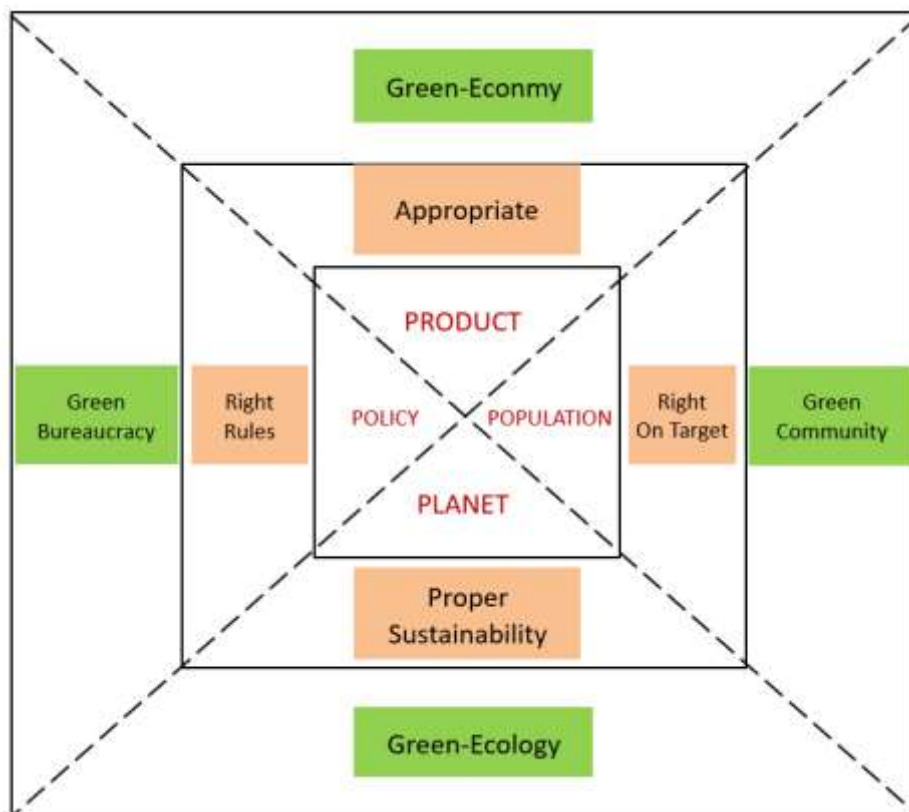 Green-Econmy
Appropriate
PRODUCT
Green
Bureaucracy
Right
Rules
POLICY
POPULATION
Right
On Target
Green
Community
PLANET
Proper
Sustainability
Green-Ecology